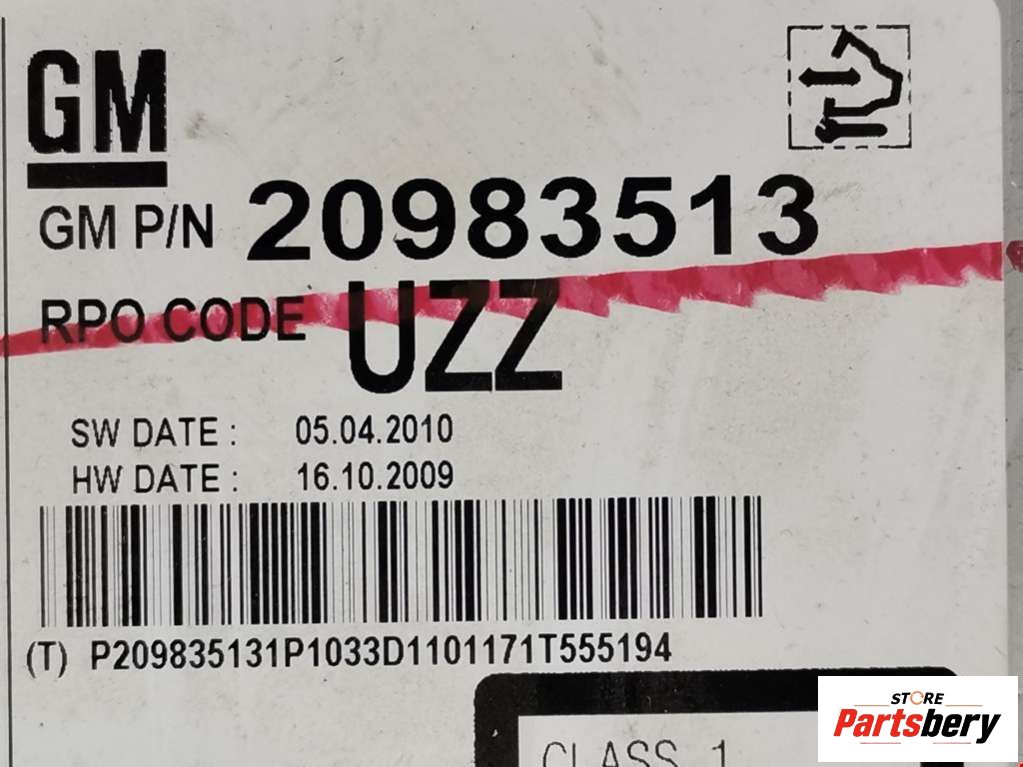 GM
GM P/N 20983513
RPO CODE UZZ
SW DATE : 05.04.2010
HW DATE : 16.10.2009
(T) P209835131P1033D1101171T555194
CLASS 1
STORE
Partsbery